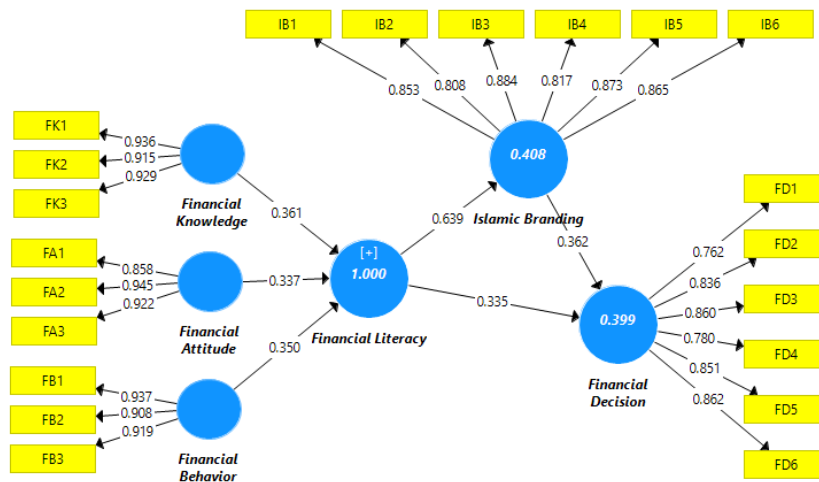 IB1
IB2
IB3
IB4
IB5
IB6
0.853
0.808
0.884
0.817
0.873
0.865
0.408
Islamic Branding
FK1
FK2
FK3
0.936
0.915
0.929
Financial
Knowledge
0.361
0.639
0.362
FA1
FA2
FA3
0.858
0.945
0.922
Financial
Attitude
0.337
[+]
1.000
Financial Literacy
0.335
FB1
FB2
FB3
0.937
0.908
0.919
Financial
Behavior
0.350
0.399
Financial
Decision
0.762
0.836
0.860
0.780
0.851
0.862
FD1
FD2
FD3
FD4
FD5
FD6